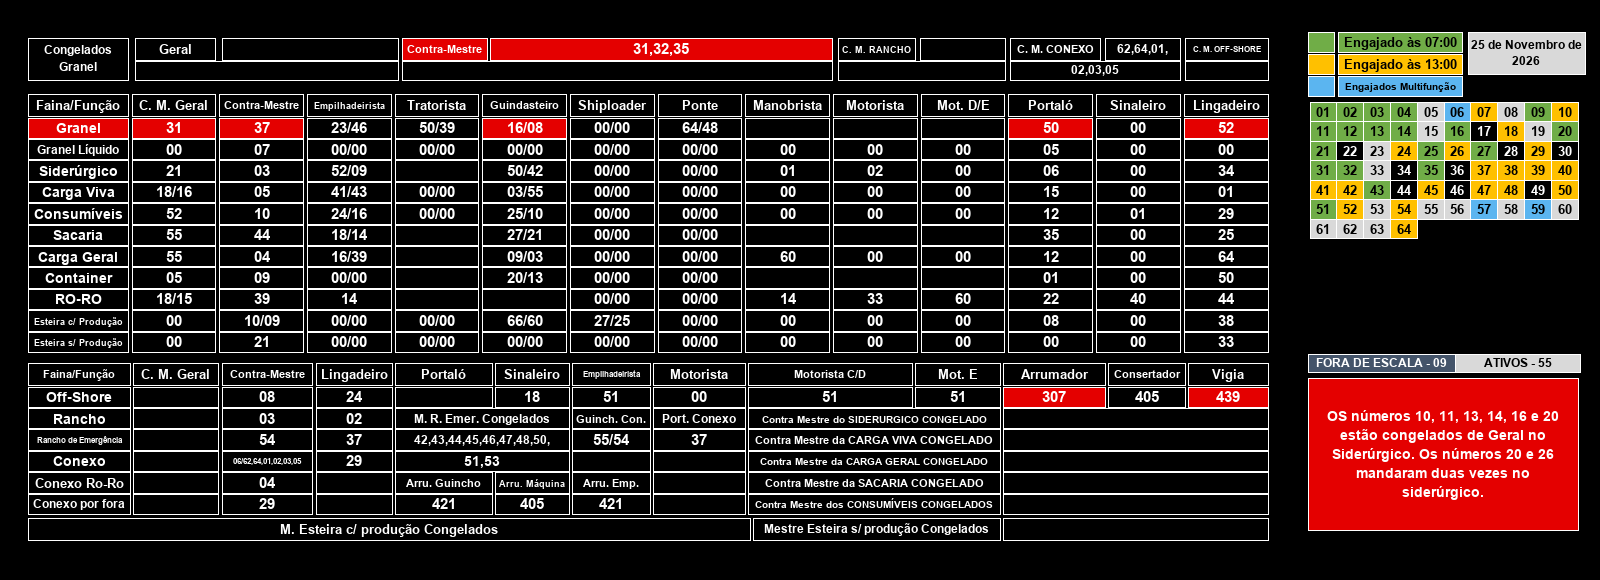 Congelados Granel Geral Contra-Mestre 31,32,35 C. M. RANCHO C. M. CONEXO 62,64,01, C. M. OFF-SHORE
02,03,05
Faina/Função C. M. Geral Contra-Mestre Empilhadeirista Tratorista Guindasteiro Shiploader Ponte Manobrista Motorista Mot. D/E Portaló Sinaleiro Lingadeiro
Granel 31 37 23/46 50/39 16/08 00/00 64/48 50 00 52
Granel Líquido 00 07 00/00 00/00 00/00 00/00 00/00 00 00 00 05 00 00
Siderúrgico 21 03 52/09 50/42 00/00 00/00 01 02 00 06 00 34
Carga Viva 18/16 05 41/43 00/00 03/55 00/00 00/00 00 00 00 15 00 01
Consumíveis 52 10 24/16 00/00 25/10 00/00 00/00 00 00 00 12 01 29
Sacaria 55 44 18/14 27/21 00/00 00/00 35 00 25
Carga Geral 55 04 16/39 09/03 00/00 00/00 60 00 00 12 00 64
Container 05 09 00/00 20/13 00/00 00/00 01 00 50
RO-RO 18/15 39 14 00/00 00/00 14 33 60 22 40 44
Esteira c/ Produção 00 10/09 00/00 00/00 66/60 27/25 00/00 00 00 00 08 00 38
Esteira s/ Produção 00 21 00/00 00/00 00/00 00/00 00/00 00 00 00 00 00 33
Faina/Função C. M. Geral Contra-Mestre Lingadeiro Portaló Sinaleiro Empilhadeirista Motorista Motorista C/D Mot. E Arrumador Consertador Vigia
Off-Shore 08 24 18 51 00 51 51 307 405 439
Rancho 03 02 M. R. Emer. Congelados Guinch. Con. Port. Conexo Contra Mestre do SIDERURGICO CONGELADO
Rancho de Emergência 54 37 42,43,44,45,46,47,48,50, 55/54 37 Contra Mestre da CARGA VIVA CONGELADO
Conexo 06/62,64,01,02,03,05 29 51,53 Contra Mestre da CARGA GERAL CONGELADO
Conexo Ro-Ro 04 Arru. Guincho Arru. Máquina Arru. Emp. Contra Mestre da SACARIA CONGELADO
Conexo por fora 29 421 405 421 Contra Mestre dos CONSUMÍVEIS CONGELADOS
M. Esteira c/ produção Congelados Mestre Esteira s/ produção Congelados
Engajado às 07:00
Engajado às 13:00
Engajados Multifunção
25 de Novembro de
2026
01 02 03 04 05 06 07 08 09 10
11 12 13 14 15 16 17 18 19 20
21 22 23 24 25 26 27 28 29 30
31 32 33 34 35 36 37 38 39 40
41 42 43 44 45 46 47 48 49 50
51 52 53 54 55 56 57 58 59 60
61 62 63 64
FORA DE ESCALA - 09 ATIVOS - 55
OS números 10, 11, 13, 14, 16 e 20
estão congelados de Geral no
Siderúrgico. Os números 20 e 26
mandaram duas vezes no
siderúrgico.